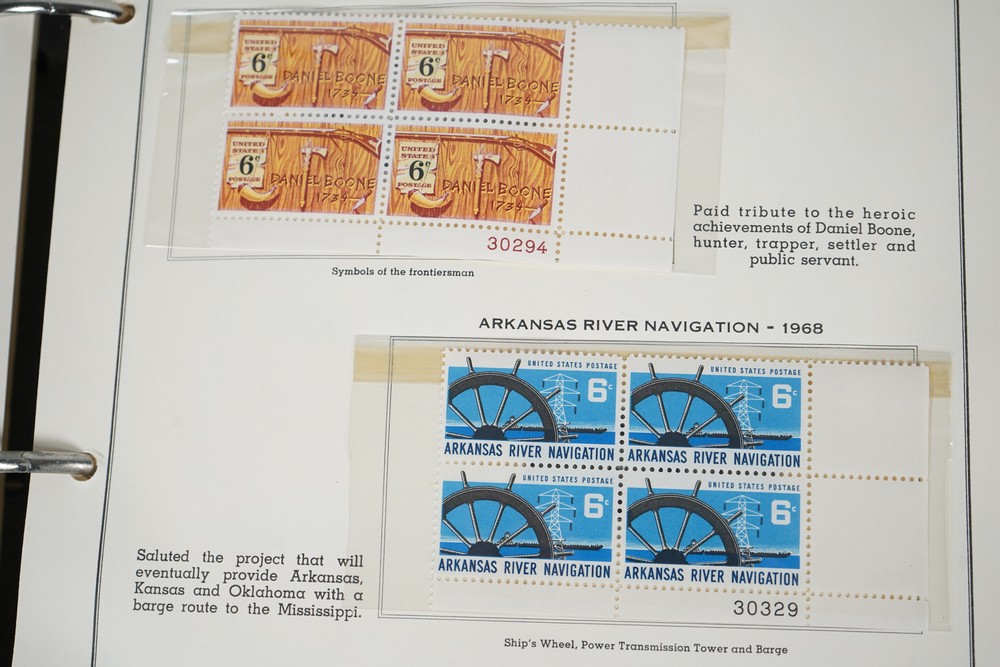 UNITED
STATES
6c
POSTAGE
DANIEL BOONE
1734
UNITED
STATES
6c
POSTAGE
DANIEL BOONE
1734
UNITED
STATES
6c
POSTAGE
DANIEL BOONE
1734
UNITED
STATES
6c
POSTAGE
DANIEL BOONE
1734
30294
Symbols of the frontiersman
Paid tribute to the heroic
achievements of Daniel Boone,
hunter, trapper, settler and
public servant.
ARKANSAS RIVER NAVIGATION - 1968
UNITED STATES POSTAGE
6c
ARKANSAS RIVER NAVIGATION
UNITED STATES POSTAGE
6c
ARKANSAS RIVER NAVIGATION
UNITED STATES POSTAGE
6c
ARKANSAS RIVER NAVIGATION
UNITED STATES POSTAGE
6c
ARKANSAS RIVER NAVIGATION
30329
Saluted the project that will
eventually provide Arkansas,
Kansas and Oklahoma with a
barge route to the Mississippi.
Ship's Wheel, Power Transmission Tower and Barge